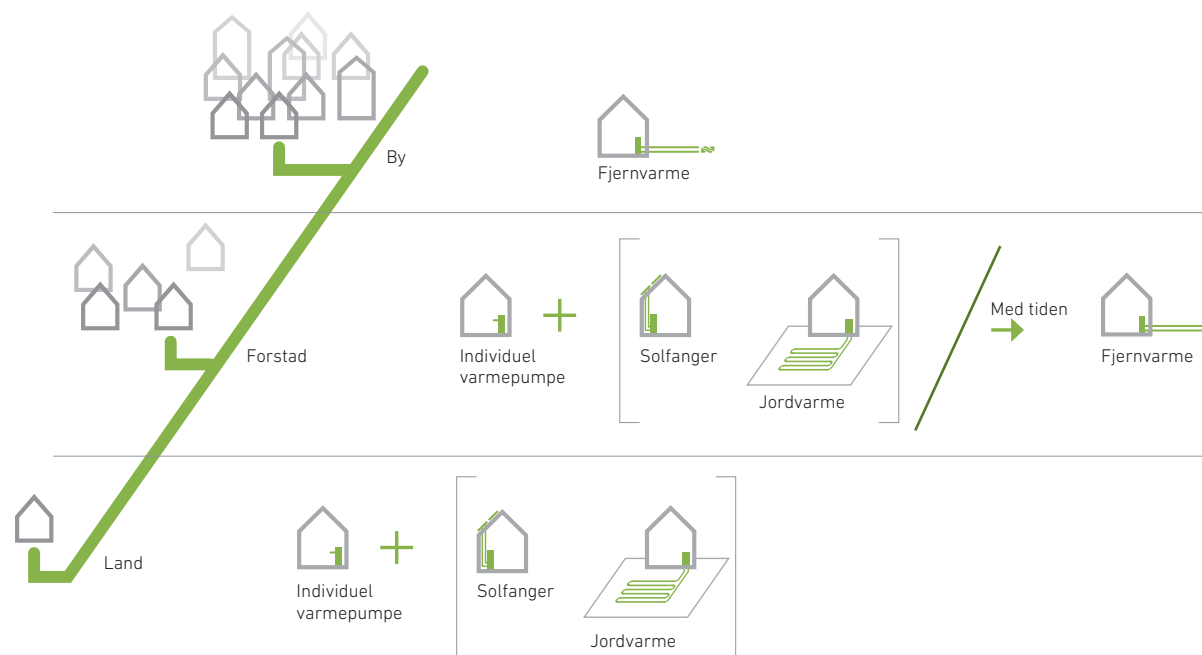 By
Fjernvarme
Forstad
Individuel
varmepumpe
Solfanger
Jordvarme
Med tiden
Fjernvarme
Land
Individuel
varmepumpe
Solfanger
Jordvarme